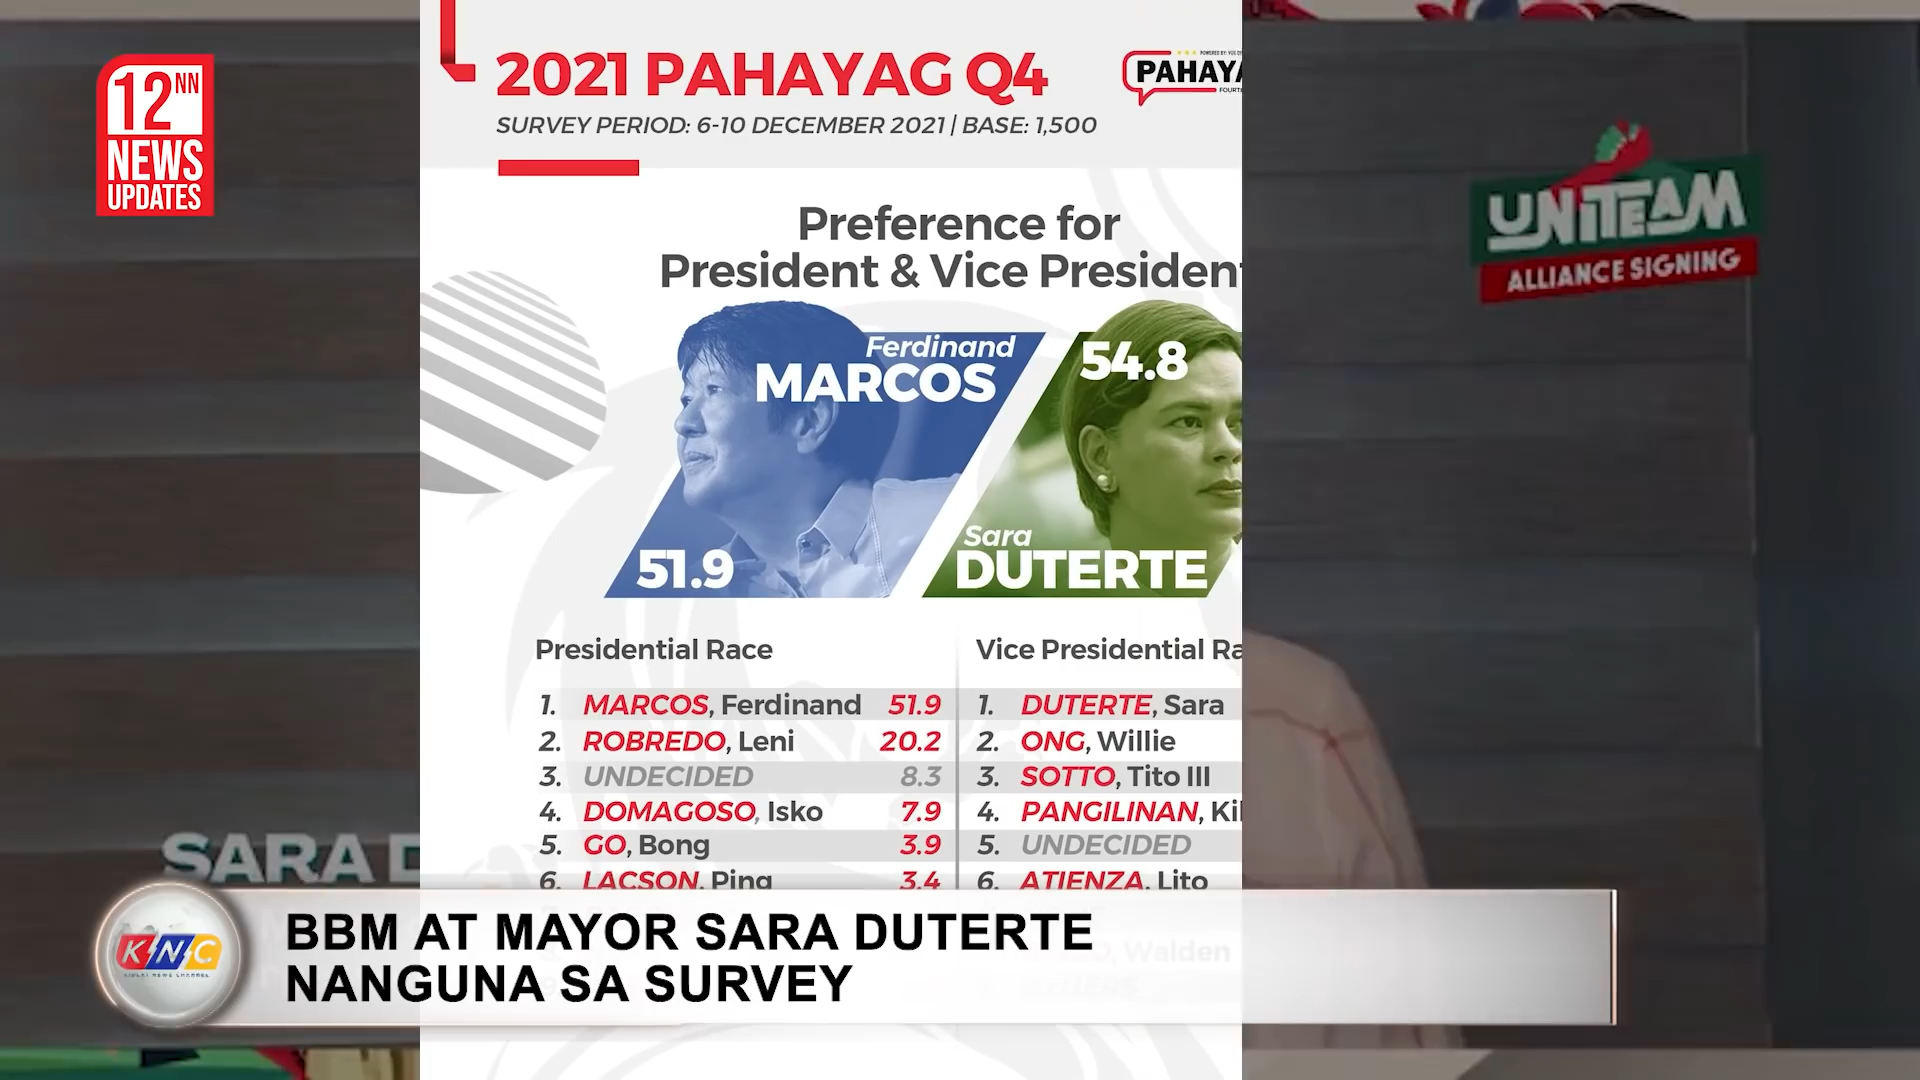 12NN
NEWS
UPDATES
2021 PAHAYAG Q4
SURVEY PERIOD: 6-10 DECEMBER 2021 | BASE: 1,500
PAHAYA
UNITEAM
ALLIANCE SIGNING
Preference for
President & Vice President
Ferdinand
MARCOS
51.9
54.8
Sara
DUTERTE
Presidential Race
1. MARCOS, Ferdinand 51.9
2. ROBREDO, Leni 20.2
3. UNDECIDED 8.3
4. DOMAGOSO, Isko 7.9
5. GO, Bong 3.9
6. LACSON, Ping 3.4
Vice Presidential Ra
1. DUTERTE, Sara
2. ONG, Willie
3. SOTTO, Tito III
4. PANGILINAN, Ki
5. UNDECIDED
6. ATIENZA, Lito
, Walden
SARA D
KNC
BBM AT MAYOR SARA DUTERTE
NANGUNA SA SURVEY